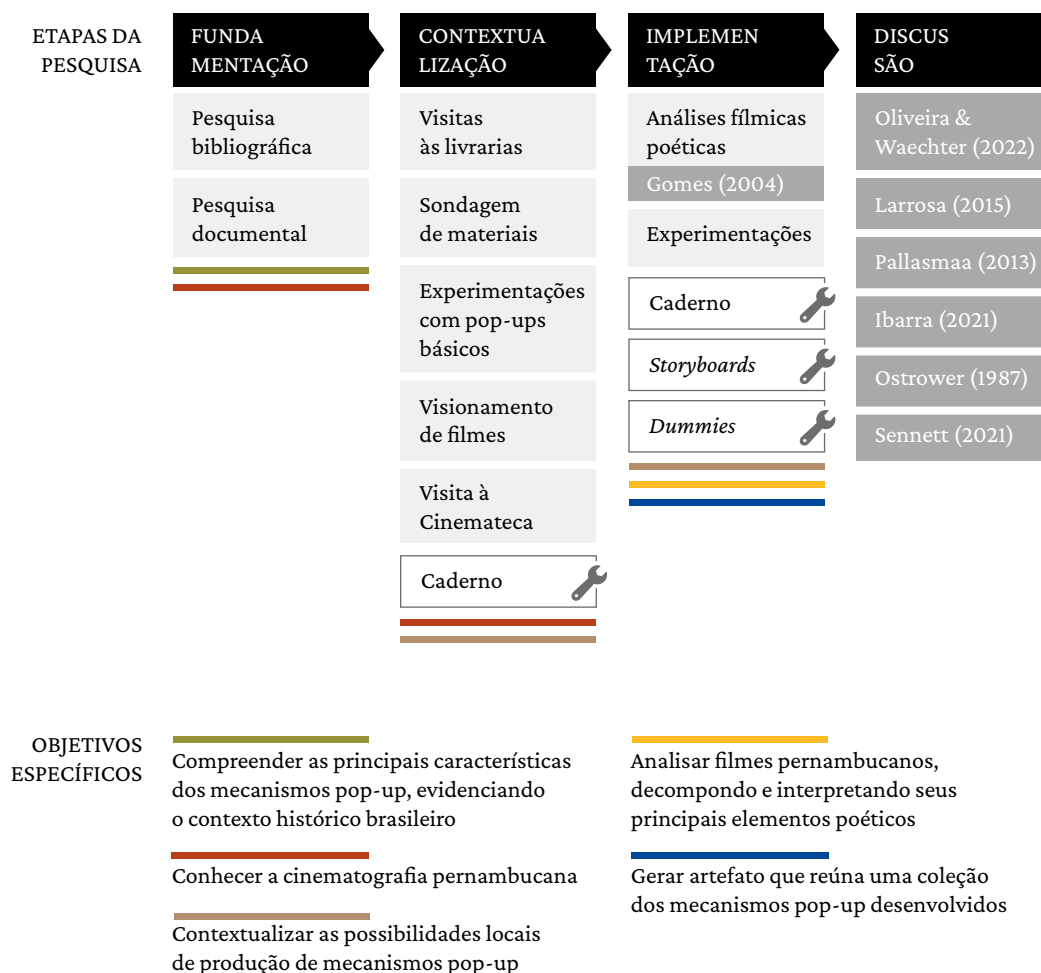 ETAPAS DA
PESQUISA
FUNDA
MENTAÇÃO
Pesquisa
bibliográfica
Pesquisa
documental
CONTEXTUA
LIZAÇÃO
Visitas
às livrarias
Sondagem
de materiais
Experimentações
com pop-ups
básicos
Visionamento
de filmes
Visita à
Cinemateca
Caderno
IMPLEMEN
TAÇÃO
Análises fílmicas
poéticas
Gomes (2004)
Experimentações
Caderno
Storyboards
Dummies
DISCUS
SÃO
Oliveira &
Waechter (2022)
Larrosa (2015)
Pallasmaa (2013)
Ibarra (2021)
Ostrower (1987)
Sennett (2021)
OBJETIVOS
ESPECÍFICOS
Compreender as principais características
dos mecanismos pop-up, evidenciando
o contexto histórico brasileiro
Conhecer a cinematografia pernambucana
Contextualizar as possibilidades locais
de produção de mecanismos pop-up
Analisar filmes pernambucanos,
decompondo e interpretando seus
principais elementos poéticos
Gerar artefato que reúna uma coleção
dos mecanismos pop-up desenvolvidos